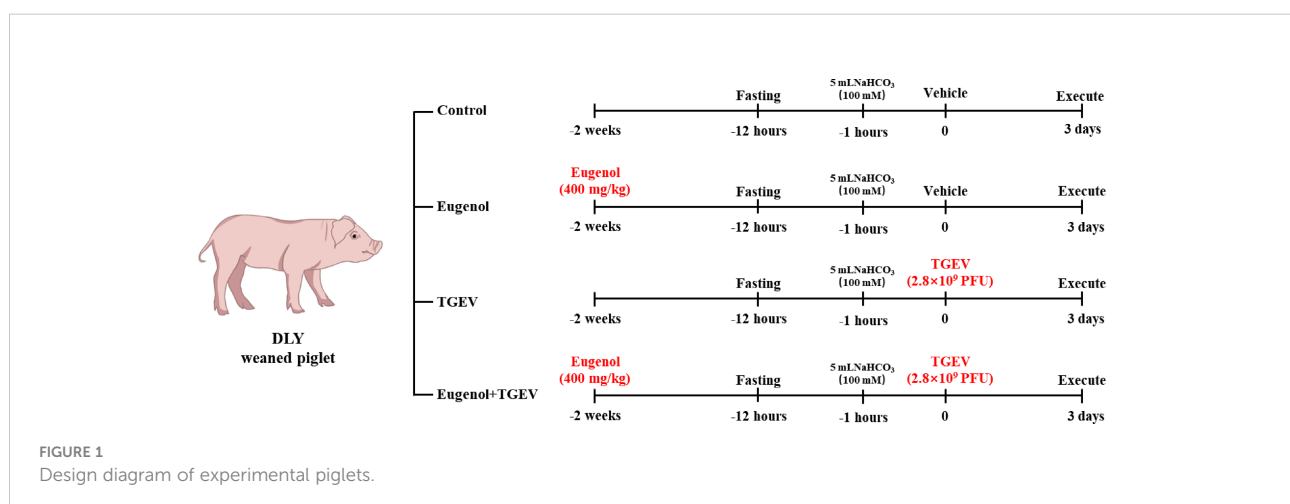 5 mLNaHCO₃
Fasting (100 mM) Vehicle Execute
Control
-2 weeks -12 hours -1 hours 0 3 days
Eugenol 5 mLNaHCO₃
(400 mg/kg) Fasting (100 mM) Vehicle Execute
Eugenol
-2 weeks -12 hours -1 hours 0 3 days
5 mLNaHCO₃ TGEV
Fasting (100 mM) (2.8×10⁹ PFU) Execute
TGEV
-2 weeks -12 hours -1 hours 0 3 days
DLY
weaned piglet
Eugenol 5 mLNaHCO₃ TGEV
(400 mg/kg) Fasting (100 mM) (2.8×10⁹ PFU) Execute
Eugenol+TGEV
-2 weeks -12 hours -1 hours 0 3 days
FIGURE 1
Design diagram of experimental piglets.